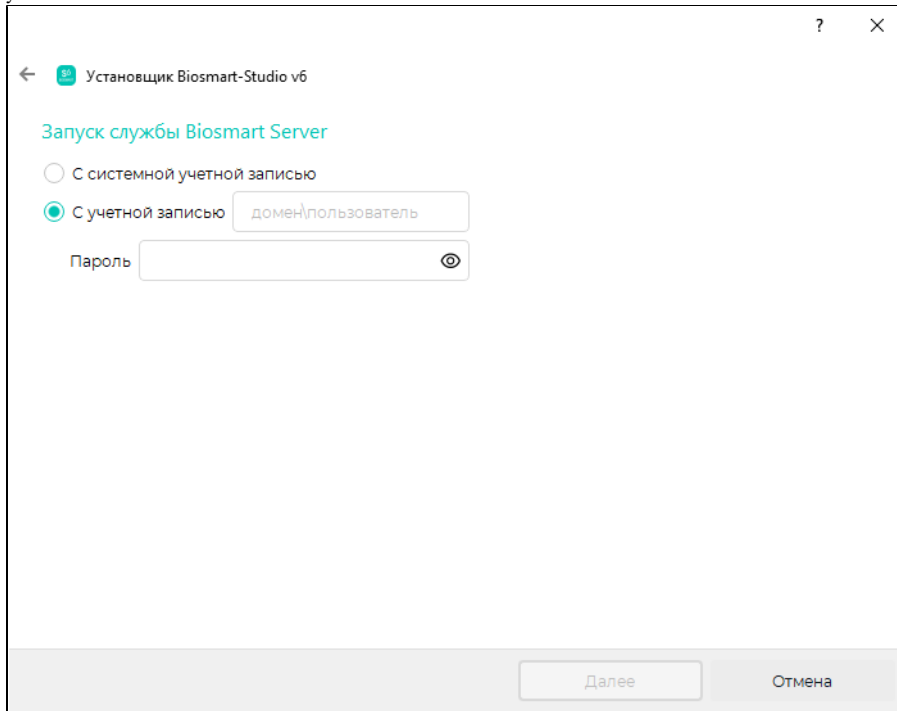 ?
Установщик Biosmart-Studio v6
Запуск службы Biosmart Server
С системной учетной записью
С учетной записью домен\пользователь
Пароль
Далее Отмена